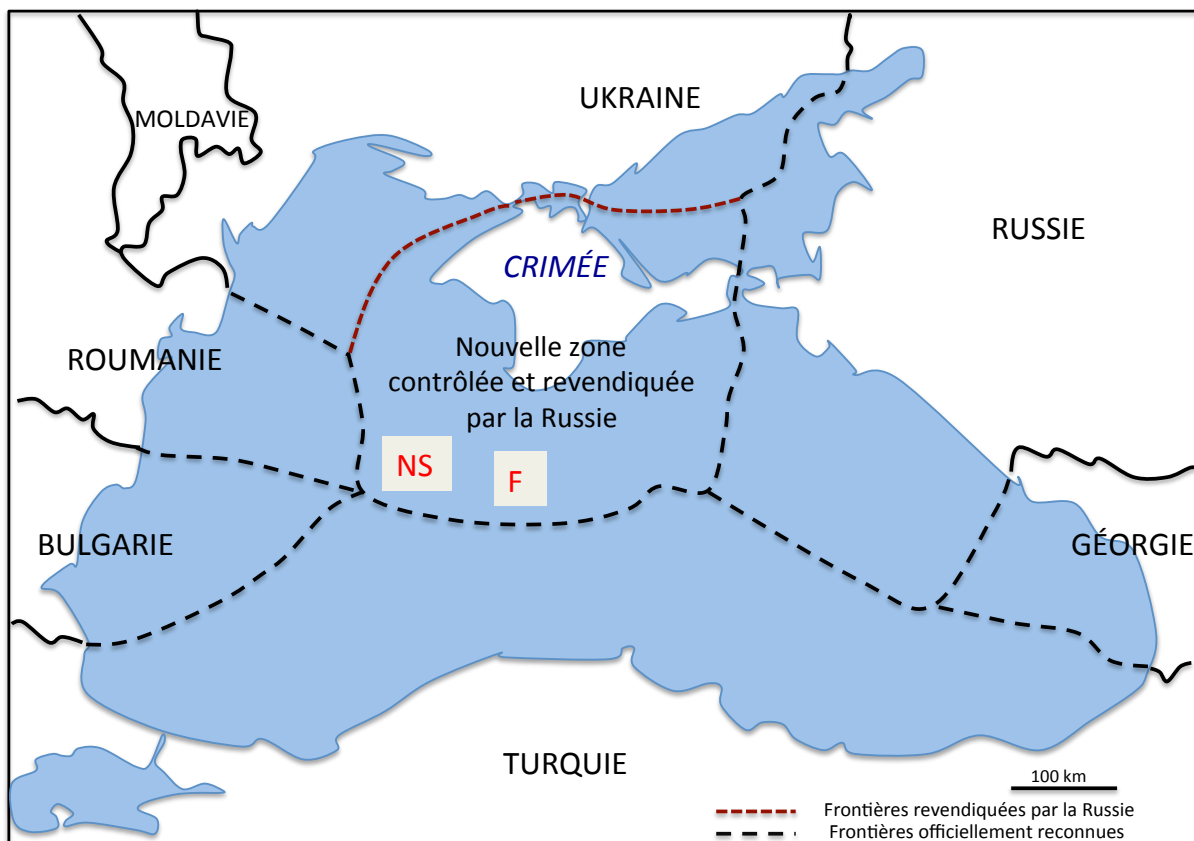 UKRAINE
MOLDAVIE
RUSSIE
CRIMÉE
ROUMANIE
Nouvelle zone
contrôlée et revendiquée
par la Russie
NS
F
BULGARIE
GÉORGIE
TURQUIE
100 km
Frontières revendiquées par la Russie
Frontières officiellement reconnues